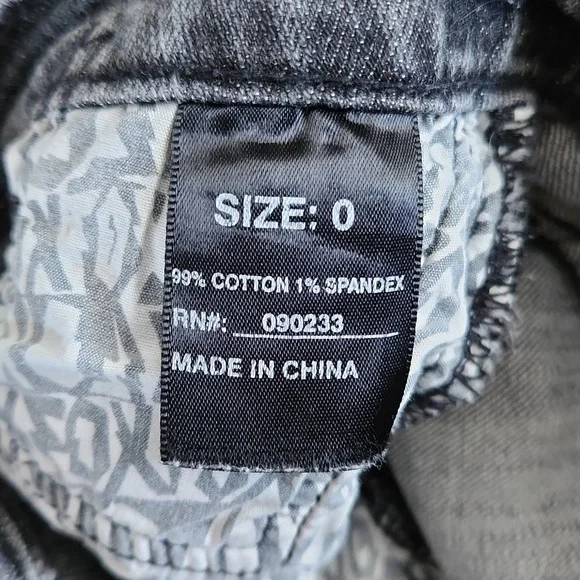 SIZE: 0
99% COTTON 1% SPANDEX
RN#: 090233
MADE IN CHINA